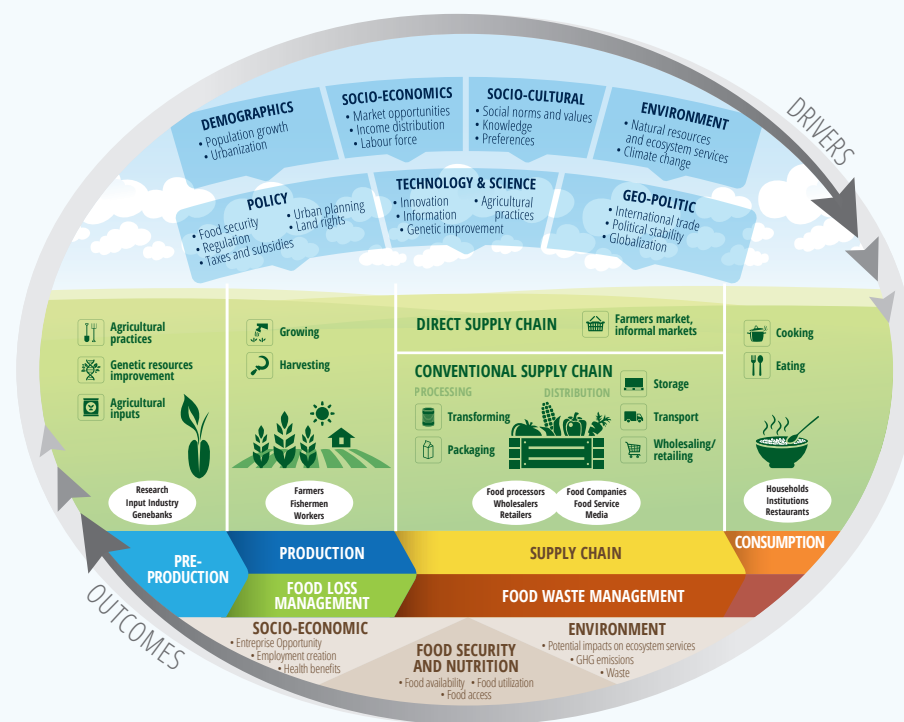 DRIVERS
DEMOGRAPHICS
• Population growth
• Urbanization
SOCIO-ECONOMICS
• Market opportunities
• Income distribution
• Labour force
SOCIO-CULTURAL
• Social norms and values
• Knowledge
• Preferences
ENVIRONMENT
• Natural resources
and ecosystem services
• Climate change
POLICY
• Food security
• Regulation
• Taxes and subsidies
• Urban planning
• Land rights
TECHNOLOGY & SCIENCE
• Innovation
• Information
• Genetic improvement
• Agricultural
practices
GEO-POLITIC
• International trade
• Political stability
• Globalization
Agricultural
practices
Genetic resources
improvement
Agricultural
inputs
Research
Input Industry
Genebanks
Growing
Harvesting
Farmers
Fishermen
Workers
DIRECT SUPPLY CHAIN
Farmers market,
informal markets
CONVENTIONAL SUPPLY CHAIN
PROCESSING
Transforming
Packaging
DISTRIBUTION
Storage
Transport
Wholesaling/
retailing
Food processors
Wholesalers
Retailers
Food Companies
Food Service
Media
Cooking
Eating
Households
Institutions
Restaurants
PRE-
PRODUCTION
PRODUCTION
SUPPLY CHAIN
CONSUMPTION
FOOD LOSS
MANAGEMENT
FOOD WASTE MANAGEMENT
OUTCOMES
SOCIO-ECONOMIC
• Entreprise Opportunity
• Employment creation
• Health benefits
FOOD SECURITY
AND NUTRITION
• Food availability • Food utilization
• Food access
ENVIRONMENT
• Potential impacts on ecosystem services
• GHG emissions
• Waste